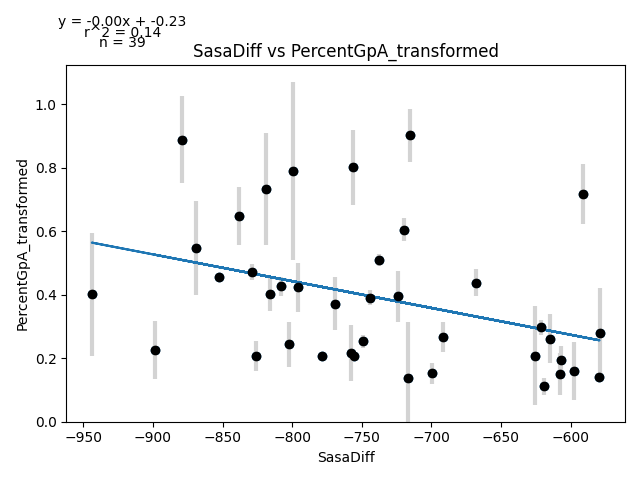 y = -0.00x + -0.23
r^2 = 0.14
n = 39
SasaDiff vs PercentGpA_transformed
PercentGpA_transformed
1.0
0.8
0.6
0.4
0.2
0.0
−950
−900
−850
−800
−750
−700
−650
−600
SasaDiff